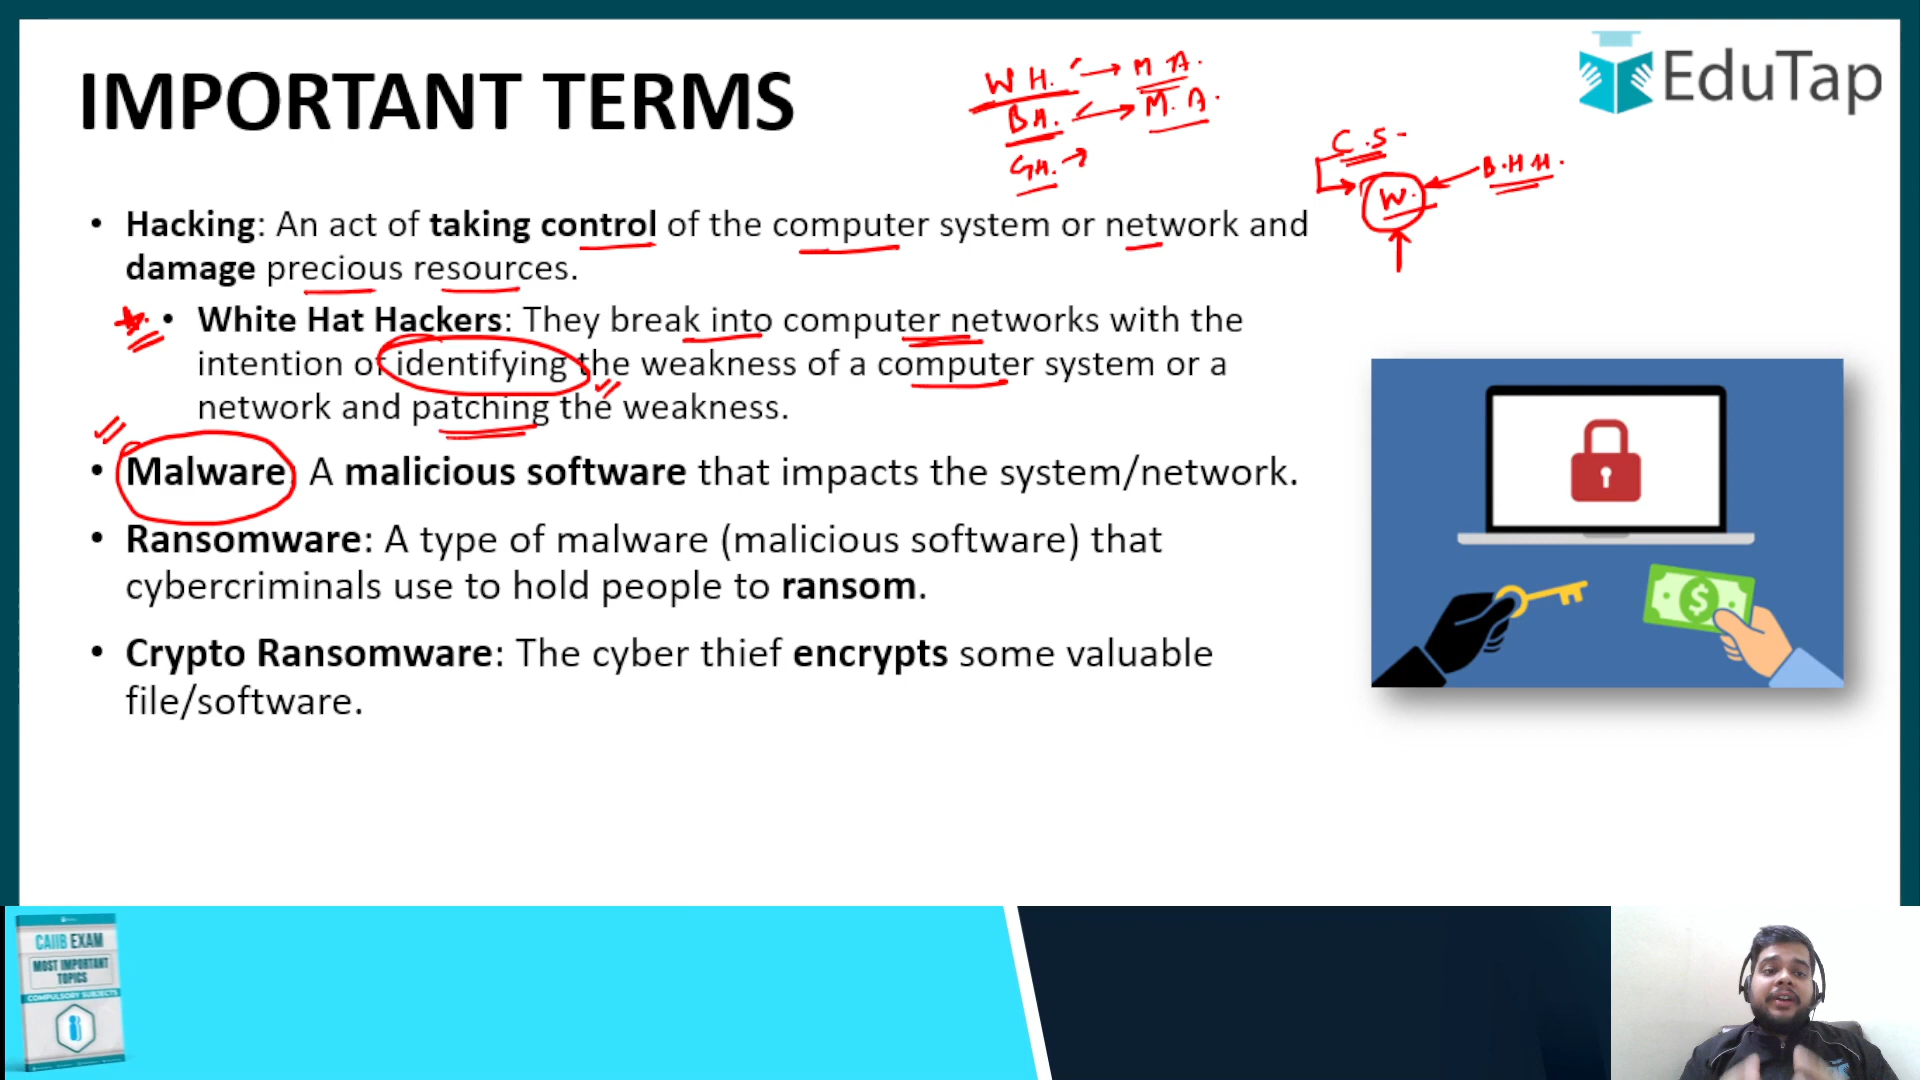 IMPORTANT TERMS
EduTap
W H. → M A.
B H. → M. A.
G H. →
C.S -
W.
B.H H.
• Hacking: An act of taking control of the computer system or network and
damage precious resources.
• White Hat Hackers: They break into computer networks with the
intention of identifying the weakness of a computer system or a
network and patching the weakness.
• Malware: A malicious software that impacts the system/network.
• Ransomware: A type of malware (malicious software) that
cybercriminals use to hold people to ransom.
• Crypto Ransomware: The cyber thief encrypts some valuable
file/software.
$
CAIIB EXAM
MOST IMPORTANT
TOPICS
COMPULSORY SUBJECTS